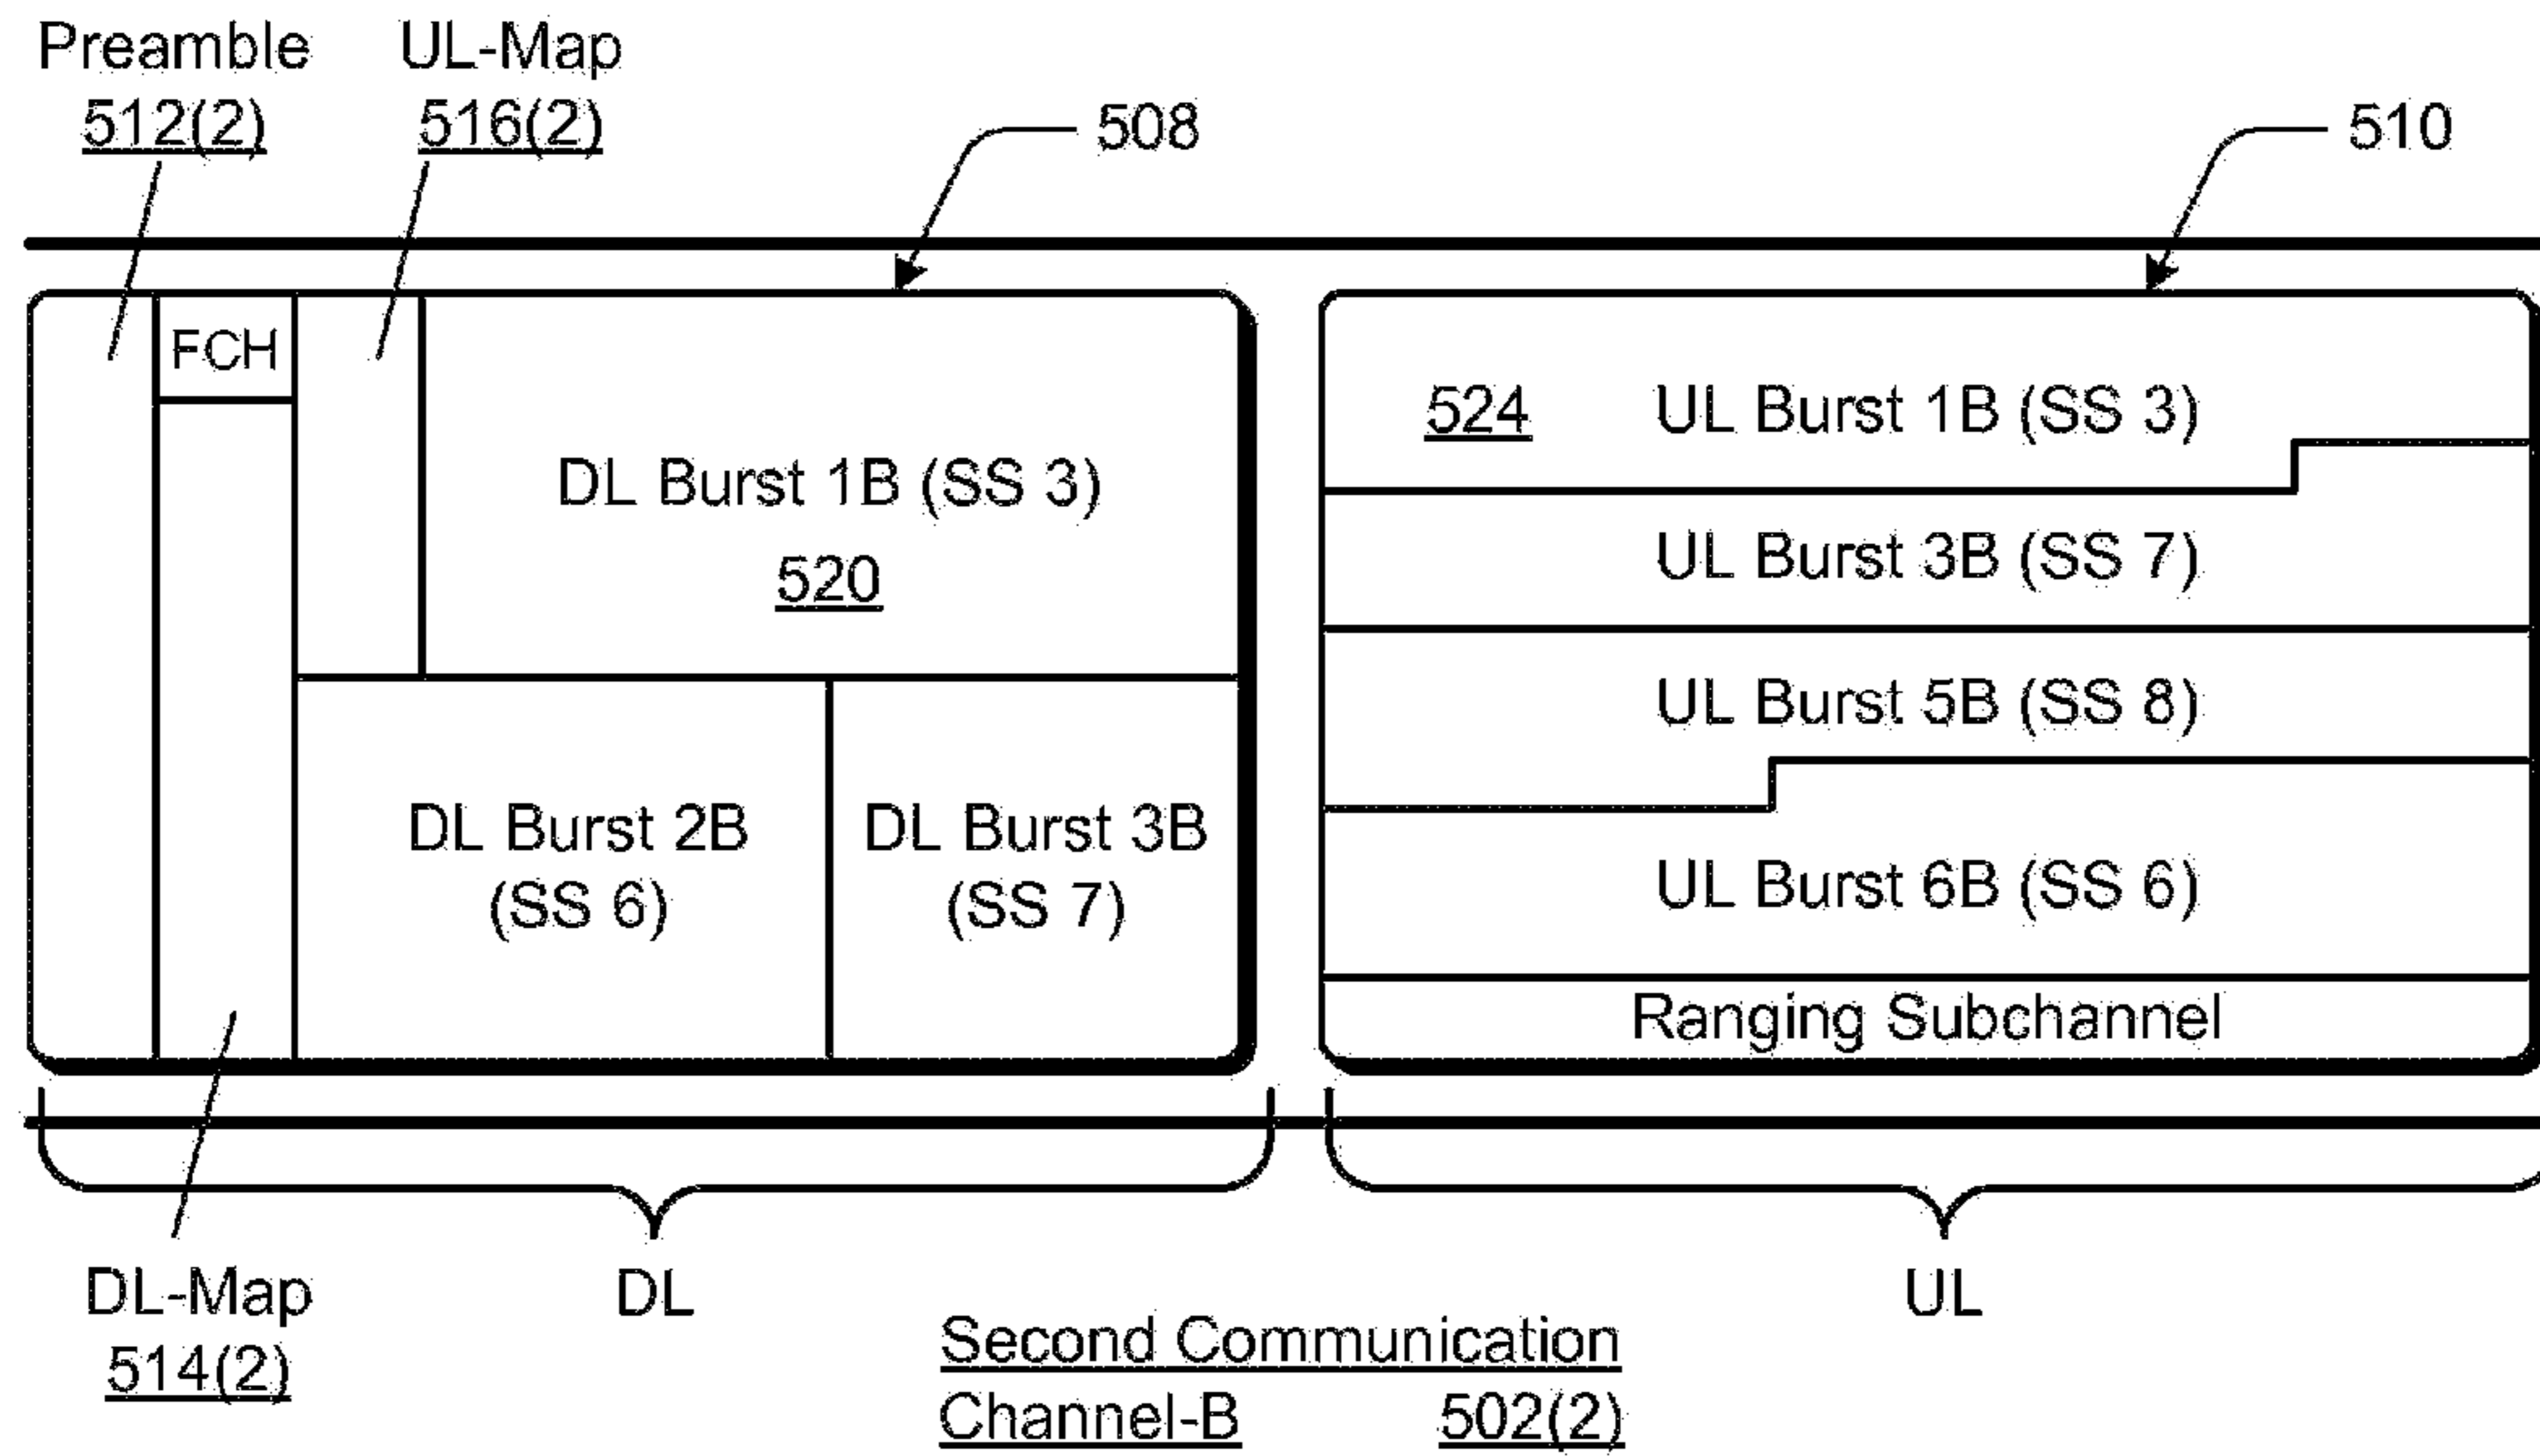 Preamble
512(2)
UL-Map
516(2)
508
510
FCH
DL Burst 1B (SS 3)
520
DL Burst 2B
(SS 6)
DL Burst 3B
(SS 7)
524 UL Burst 1B (SS 3)
UL Burst 3B (SS 7)
UL Burst 5B (SS 8)
UL Burst 6B (SS 6)
Ranging Subchannel
DL-Map
514(2)
DL
UL
Second Communication
Channel-B 502(2)